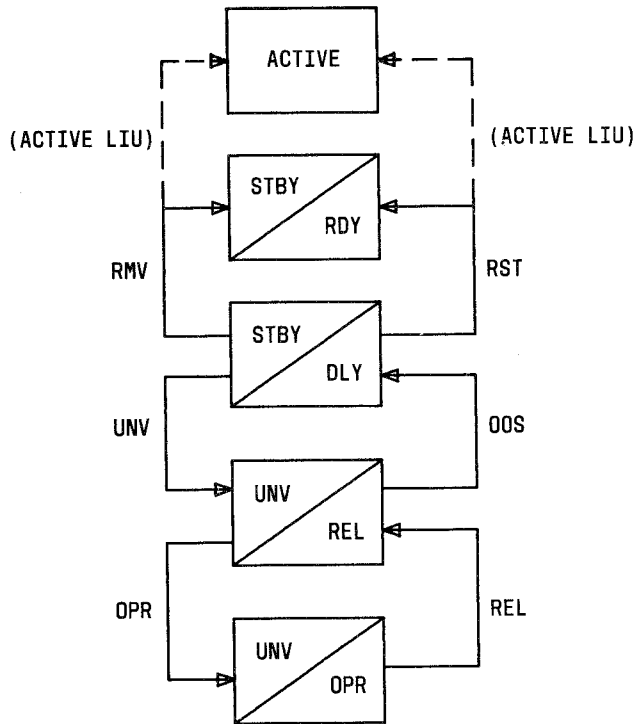 ACTIVE
(ACTIVE LIU)
(ACTIVE LIU)
STBY
RDY
RMV
RST
STBY
DLY
UNV
OOS
UNV
REL
OPR
REL
UNV
OPR